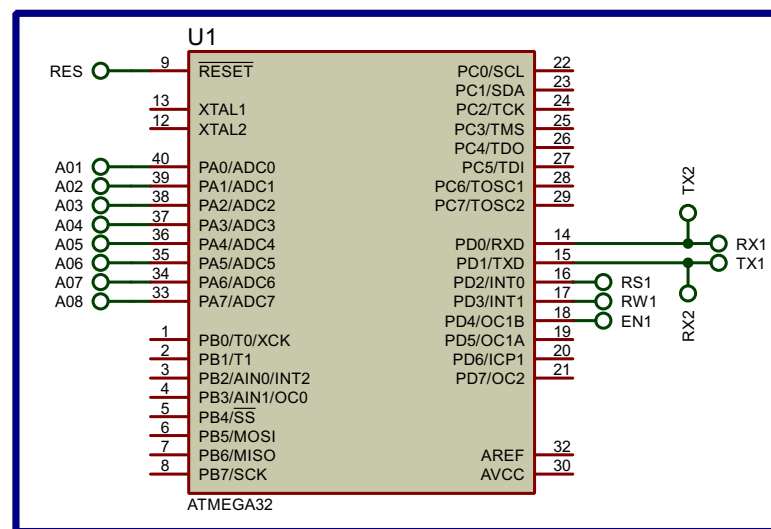 U1
RES 9 RESET PC0/SCL 22
PC1/SDA 23
13 XTAL1 PC2/TCK 24
12 XTAL2 PC3/TMS 25
PC4/TDO 26
A01 40 PA0/ADC0 PC5/TDI 27
A02 39 PA1/ADC1 PC6/TOSC1 28
A03 38 PA2/ADC2 PC7/TOSC2 29
TX2
A04 37 PA3/ADC3
A05 36 PA4/ADC4 PD0/RXD 14 RX1
A06 35 PA5/ADC5 PD1/TXD 15 TX1
A07 34 PA6/ADC6 PD2/INT0 16 RS1
A08 33 PA7/ADC7 PD3/INT1 17 RW1
PD4/OC1B 18 EN1
RX2
1 PB0/T0/XCK PD5/OC1A 19
2 PB1/T1 PD6/ICP1 20
3 PB2/AIN0/INT2 PD7/OC2 21
4 PB3/AIN1/OC0
5 PB4/SS
6 PB5/MOSI
7 PB6/MISO AREF 32
8 PB7/SCK AVCC 30
ATMEGA32